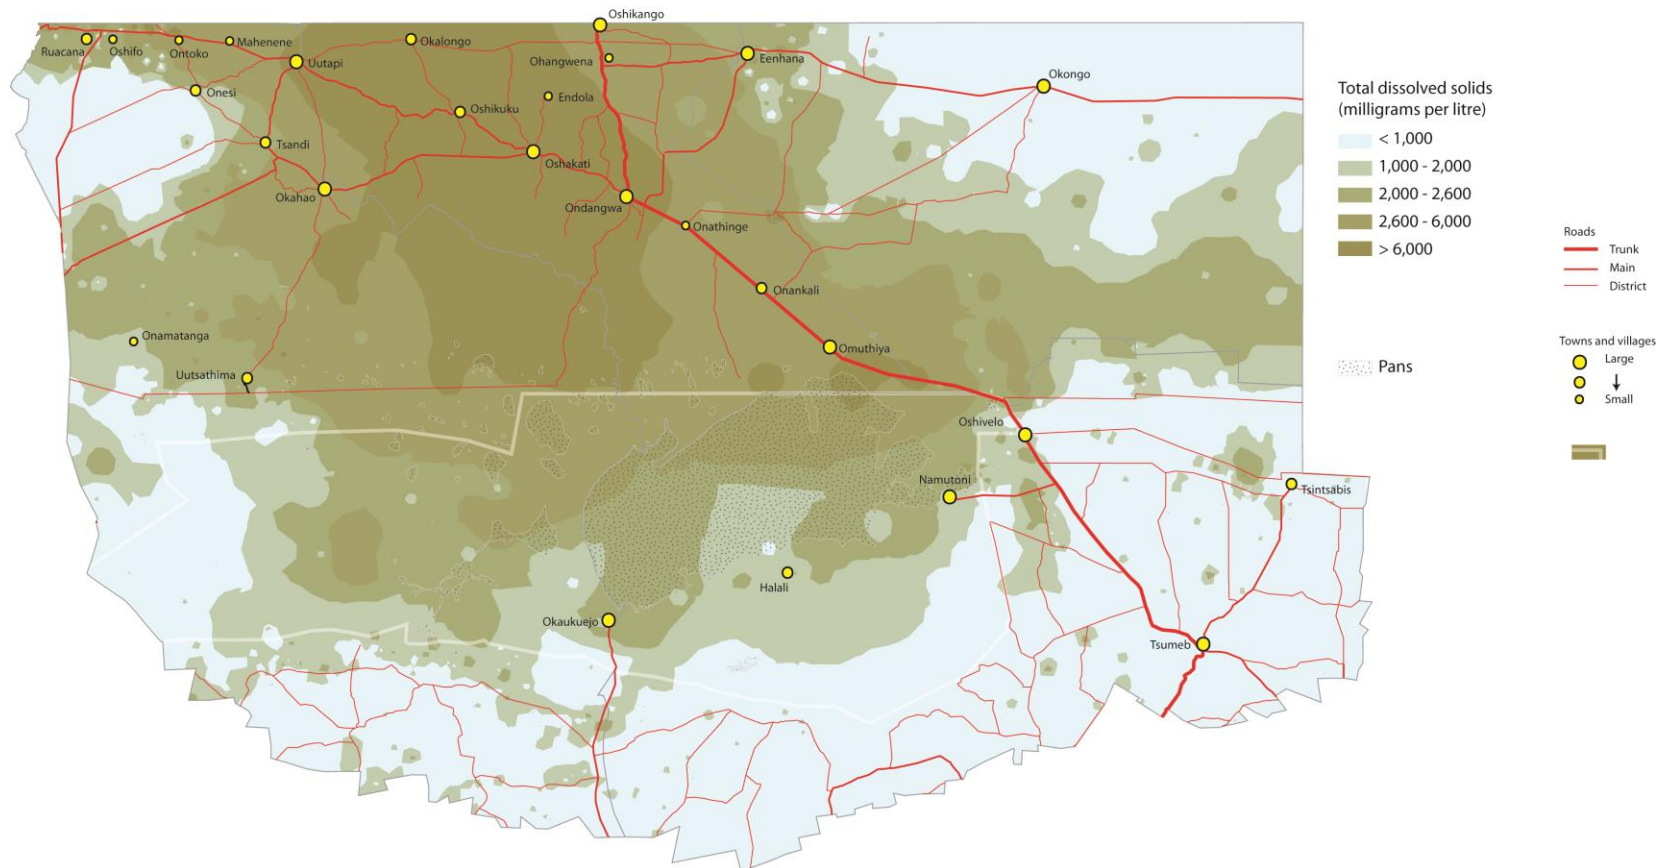 Oshikango
Ruacana
Oshifo
Ontoko
Mahenene
Okalongo
Uutapi
Ohangwena
Eenhana
Okongo
Onesi
Oshikuku
Endola
Tsandi
Oshakati
Okahao
Ondangwa
Onathinge
Onankali
Onamatanga
Omuthiya
Uutsathima
Oshivelo
Namutoni
Tsintsabis
Halali
Okaukuejo
Tsumeb
Total dissolved solids
(milligrams per litre)
< 1,000
1,000 - 2,000
2,000 - 2,600
2,600 - 6,000
> 6,000
Pans
Roads
Trunk
Main
District
Towns and villages
Large
Small